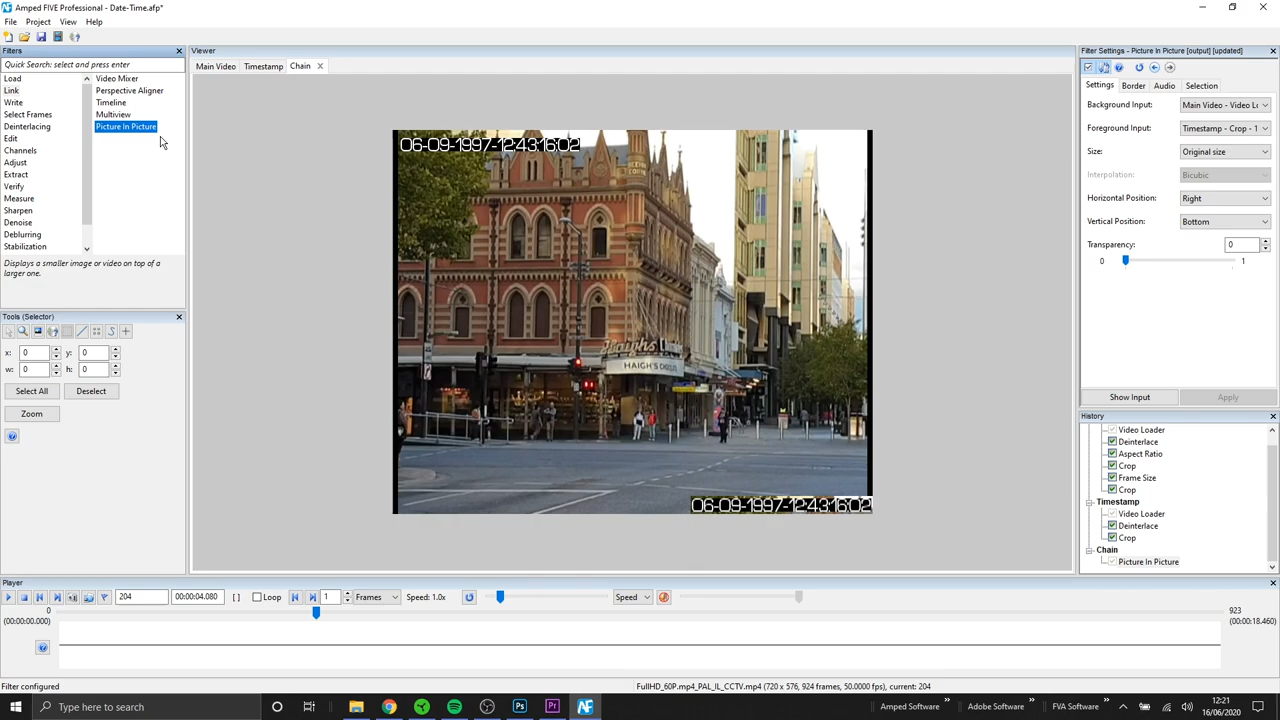 Amped FIVE Professional - Date-Time.afp*
File Project View Help
Filters
Quick Search: select and press enter
Load
Link
Write
Select Frames
Deinterlacing
Edit
Channels
Adjust
Extract
Verify
Measure
Sharpen
Denoise
Deblurring
Stabilization
Video Mixer
Perspective Aligner
Timeline
Multiview
Picture In Picture
Displays a smaller image or video on top of a
larger one.
Tools (Selector)
x: 0 y: 0
w: 0 h: 0
Select All Deselect
Zoom
Viewer
Main Video Timestamp Chain
06-09-1997-12:43:16:02
HAIGH'S
06-09-1997-12:43:16:02
Filter Settings - Picture In Picture [output] [updated]
Settings Border Audio Selection
Background Input: Main Video - Video Lo
Foreground Input: Timestamp - Crop - 1
Size: Original size
Interpolation: Bicubic
Horizontal Position: Right
Vertical Position: Bottom
Transparency: 0
0 1
Show Input Apply
History
Video Loader
Deinterlace
Aspect Ratio
Crop
Frame Size
Crop
Timestamp
Video Loader
Deinterlace
Crop
Chain
Picture In Picture
Player
204 00:00:04.080 [ ] Loop 1 Frames Speed: 1.0x Speed
0
(00:00:00.000)
923
(00:00:18.460)
Filter configured
FullHD_60P.mp4_PAL_IL_CCTV.mp4 (720 x 576, 924 frames, 50.0000 fps), current: 204
Type here to search
Amped Software Adobe Software FVA Software
12:21
16/06/2020